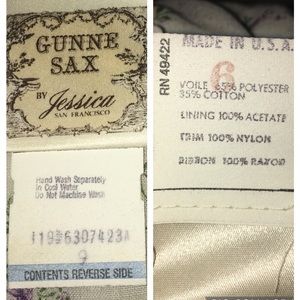 GUNNE
SAX
BY
Jessica
SAN FRANCISCO
Hand Wash Separately
in Cool Water
Do Not Machine Wash
9
CONTENTS REVERSE SIDE
RN 49422
MADE IN U.S.A.
6
VOILE 65% POLYESTER
35% COTTON
LINING 100% ACETATE
TRIM 100% NYLON
RIBBON 100% RAYON